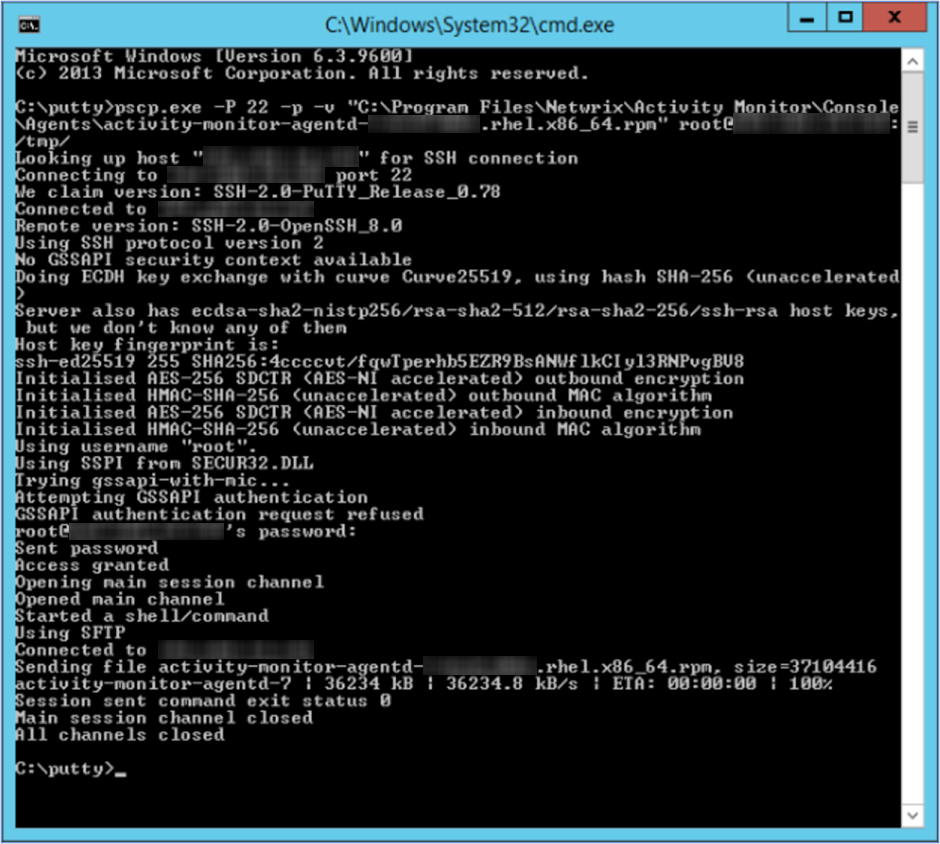 C:\Windows\System32\cmd.exe
Microsoft Windows [Version 6.3.9600]
(c) 2013 Microsoft Corporation. All rights reserved.
C:\putty>pscp.exe -P 22 -p -v "C:\Program Files\Netwrix\Activity Monitor\Console
\Agents\activity-monitor-agentd- .rhel.x86_64.rpm" root@ :
/tmp/
Looking up host " " for SSH connection
Connecting to port 22
We claim version: SSH-2.0-PuTTY_Release_0.78
Connected to
Remote version: SSH-2.0-OpenSSH_8.0
Using SSH protocol version 2
No GSSAPI security context available
Doing ECDH key exchange with curve Curve25519, using hash SHA-256 (unaccelerated
)
Server also has ecdsa-sha2-nistp256/rsa-sha2-512/rsa-sha2-256/ssh-rsa host keys,
but we don't know any of them
Host key fingerprint is:
ssh-ed25519 255 SHA256:4ccccvt/fqwTperhb5EZR9BsANWflkCIyl3RNPvgBV8
Initialised AES-256 SDCTR (AES-NI accelerated) outbound encryption
Initialised HMAC-SHA-256 (unaccelerated) outbound MAC algorithm
Initialised AES-256 SDCTR (AES-NI accelerated) inbound encryption
Initialised HMAC-SHA-256 (unaccelerated) inbound MAC algorithm
Using username "root".
Using SSPI from SECUR32.DLL
Trying gssapi-with-mic...
Attempting GSSAPI authentication
GSSAPI authentication request refused
root@ 's password:
Sent password
Access granted
Opening main session channel
Opened main channel
Started a shell/command
Using SFTP
Connected to
Sending file activity-monitor-agentd- .rhel.x86_64.rpm, size=37104416
activity-monitor-agentd-7 | 36234 kB | 36234.8 kB/s | ETA: 00:00:00 | 100%
Session sent command exit status 0
Main session channel closed
All channels closed
C:\putty>_